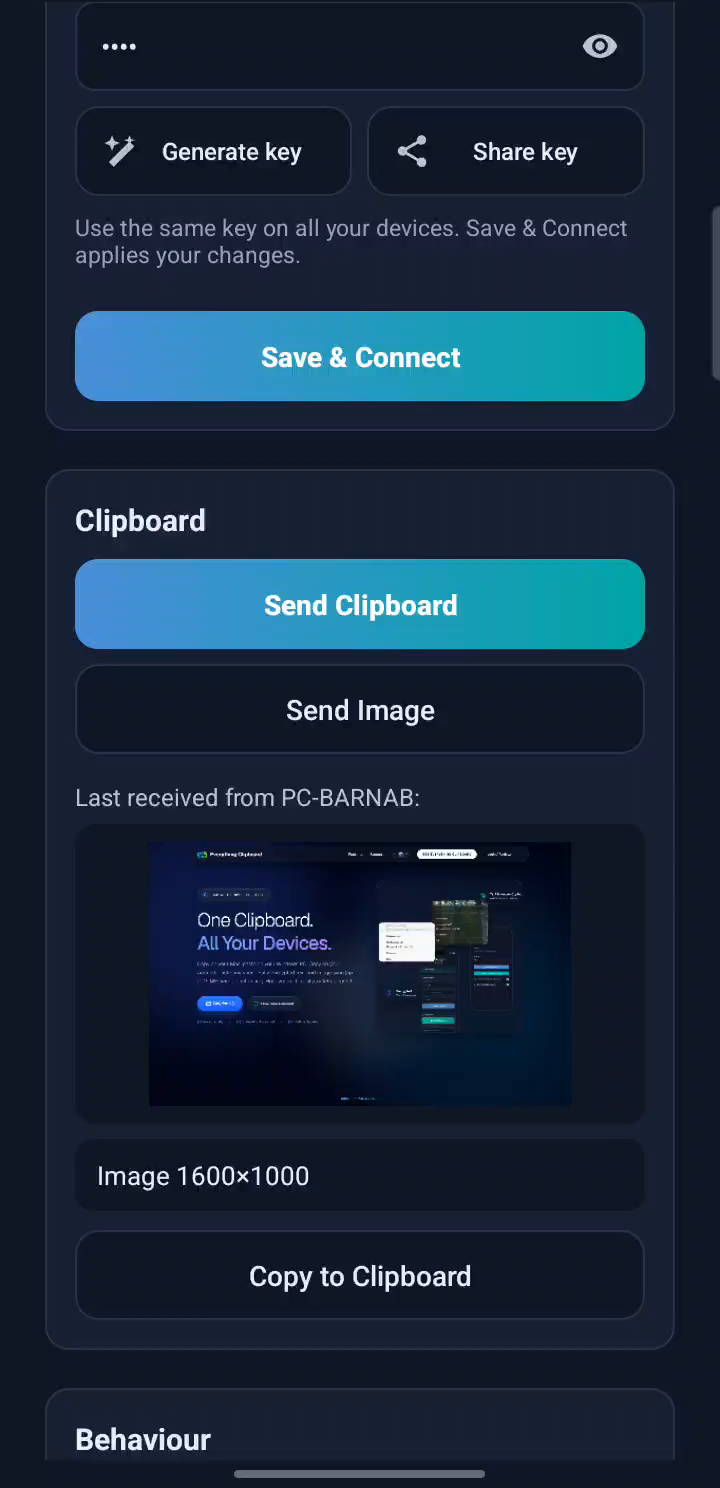 ••••
Generate key
Share key
Use the same key on all your devices. Save & Connect
applies your changes.
Save & Connect
Clipboard
Send Clipboard
Send Image
Last received from PC-BARNAB:
Everything Clipboard
One Clipboard.
All Your Devices.
Image 1600×1000
Copy to Clipboard
Behaviour